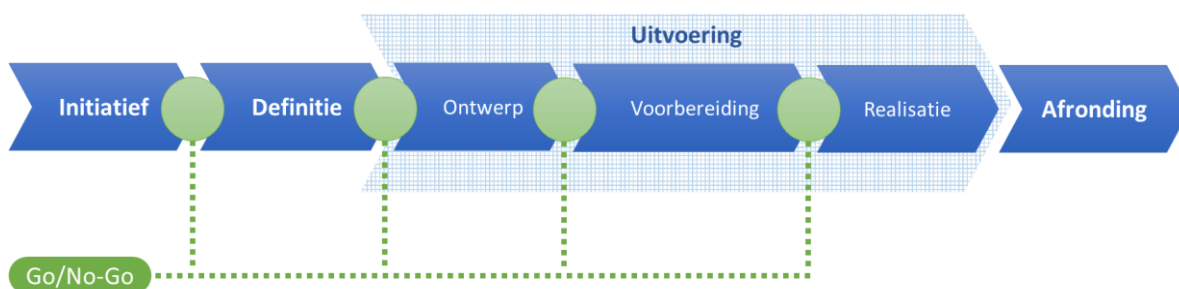 Uitvoering
Initiatief
Definitie
Ontwerp
Voorbereiding
Realisatie
Afronding
Go/No-Go